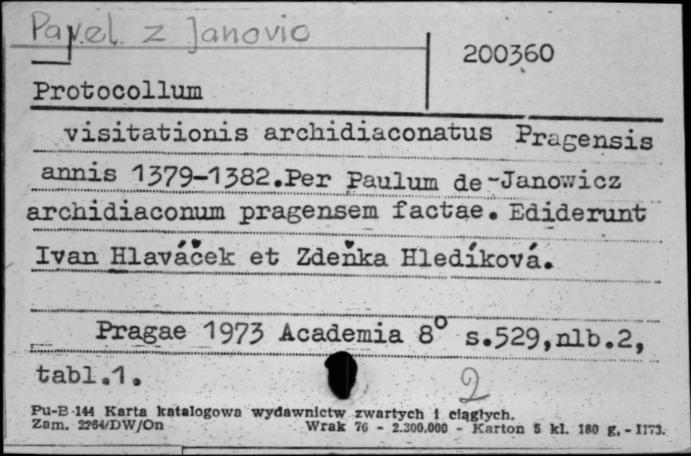 Pavel z Janovic
200360
Protocollum
visitationis archidiaconatus Pragensis
annis 1379-1382.Per Paulum de-Janowicz
archidiaconum pragensem factae. Ediderunt
Ivan Hlaváček et Zdeňka Hledíková.
Pragae 1973 Academia 8° s.529,nlb.2,
tabl.1.
2
Pu-B 144 Karta katalogowa wydawnictw zwartych i ciągłych.
Zam. 2264/DW/On Wrak 76 - 2.300.000 - Karton 5 kl. 180 g. - II73.